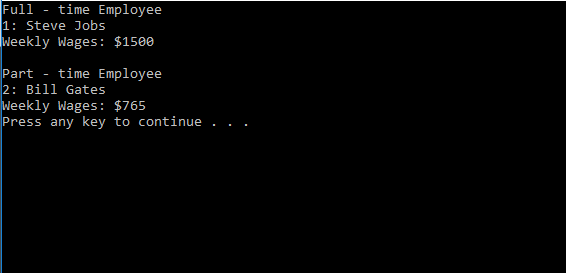 Full - time Employee
1: Steve Jobs
Weekly Wages: $1500
Part - time Employee
2: Bill Gates
Weekly Wages: $765
Press any key to continue . . .